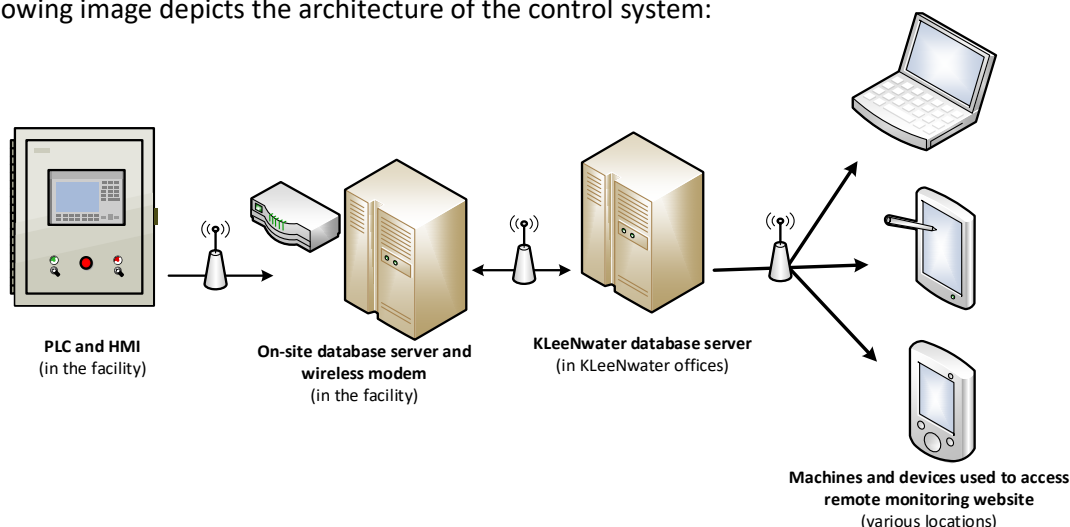 owing image depicts the architecture of the control system:
PLC and HMI
(in the facility)
On-site database server and
wireless modem
(in the facility)
KLeeNwater database server
(in KLeeNwater offices)
Machines and devices used to access
remote monitoring website
(various locations)